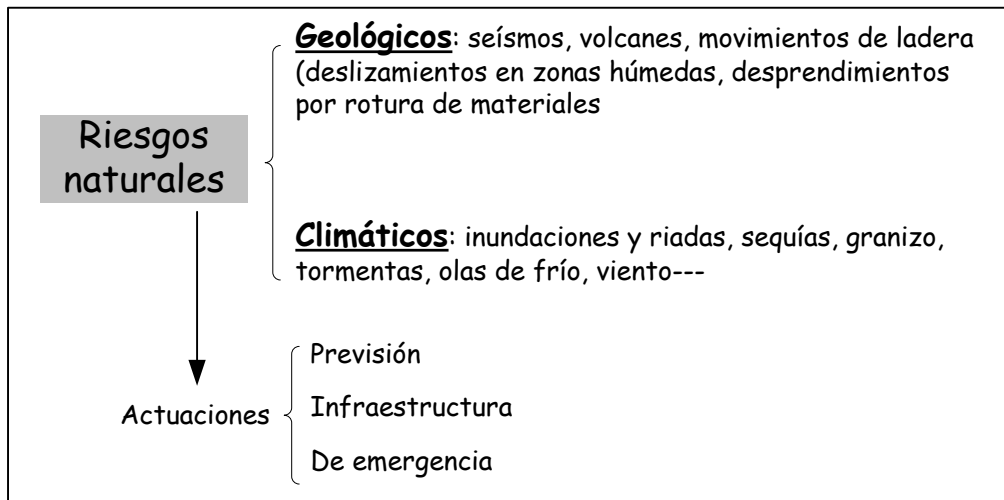 Geológicos: seísmos, volcanes, movimientos de ladera
(deslizamientos en zonas húmedas, desprendimientos
por rotura de materiales
Riesgos
naturales
Climáticos: inundaciones y riadas, sequías, granizo,
tormentas, olas de frío, viento---
Previsión
Actuaciones
Infraestructura
De emergencia